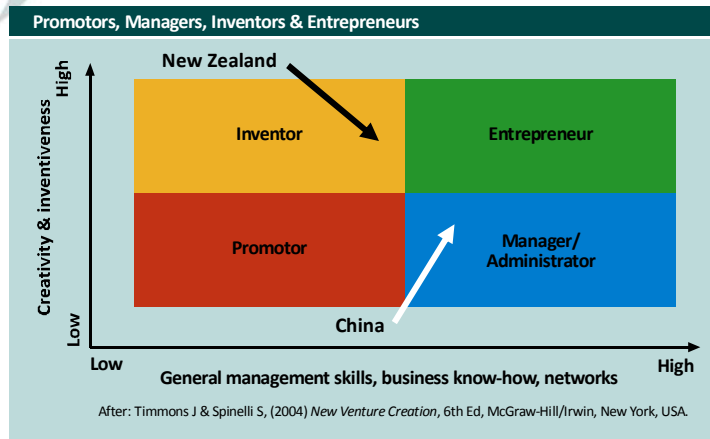 Promotors, Managers, Inventors & Entrepreneurs
New Zealand
High
Inventor
Entrepreneur
Creativity & inventiveness
Promotor
Manager/
Administrator
China
Low
Low
High
General management skills, business know-how, networks
After: Timmons J & Spinelli S, (2004) New Venture Creation, 6th Ed, McGraw-Hill/Irwin, New York, USA.